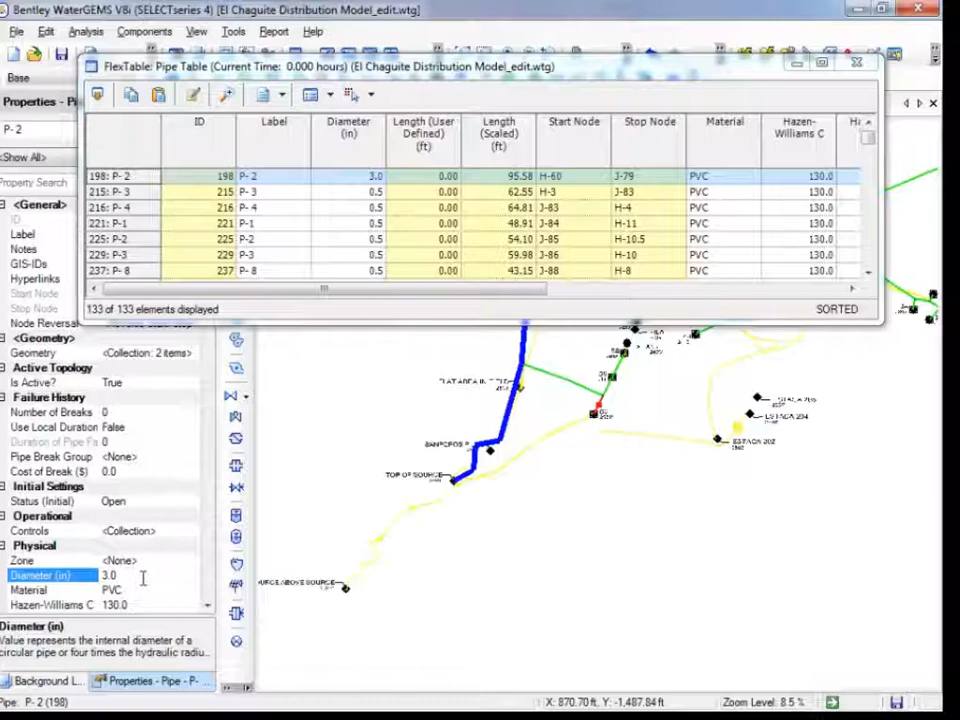 Bentley WaterGEMS V8i (SELECTseries 4) [El Chaguite Distribution Model_edit.wtg]
File Edit Analysis Components View Tools Report Help
Base
FlexTable: Pipe Table (Current Time: 0.000 hours) (El Chaguite Distribution Model_edit.wtg)
Properties - Pi
P- 2
<Show All>
Property Search
ID Label Diameter (in) Length (User Defined) (ft) Length (Scaled) (ft) Start Node Stop Node Material Hazen-Williams C
198: P- 2 198 P- 2 3.0 0.00 95.58 H-60 J-79 PVC 130.0
215: P- 3 215 P- 3 0.5 0.00 62.55 H-3 J-83 PVC 130.0
216: P- 4 216 P- 4 0.5 0.00 64.81 J-83 H-4 PVC 130.0
221: P-1 221 P-1 0.5 0.00 48.91 J-84 H-11 PVC 130.0
225: P-2 225 P-2 0.5 0.00 54.10 J-85 H-10.5 PVC 130.0
229: P-3 229 P-3 0.5 0.00 59.98 J-86 H-10 PVC 130.0
237: P- 8 237 P- 8 0.5 0.00 43.15 J-88 H-8 PVC 130.0
133 of 133 elements displayed SORTED
<General>
ID
Label
Notes
GIS-IDs
Hyperlinks
Start Node
Stop Node
Node Reversal
<Geometry>
Geometry <Collection: 2 items>
Active Topology
Is Active? True
Failure History
Number of Breaks 0
Use Local Duration False
Duration of Pipe Fa 0
Pipe Break Group <None>
Cost of Break ($) 0.0
Initial Settings
Status (Initial) Open
Operational
Controls <Collection>
Physical
Zone <None>
Diameter (in) 3.0
Material PVC
Hazen-Williams C 130.0
Diameter (in)
Value represents the internal diameter of a
circular pipe or four times the hydraulic radiu..
Background L... Properties - Pipe - P- ...
TOP OF SOURCE
ESTACA 204
ESTACA 202
ABOVE SOURCE
Pipe: P- 2 (198) X: 870.70 ft, Y: -1,487.84 ft Zoom Level: 8.5 %